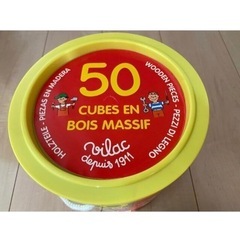 50
CUBES EN
BOIS MASSIF
vilac
depuis 1911
HOLZTEILE - PIEZAS EN MADERA
WOODEN PIECES - PEZZI DI LEGNO